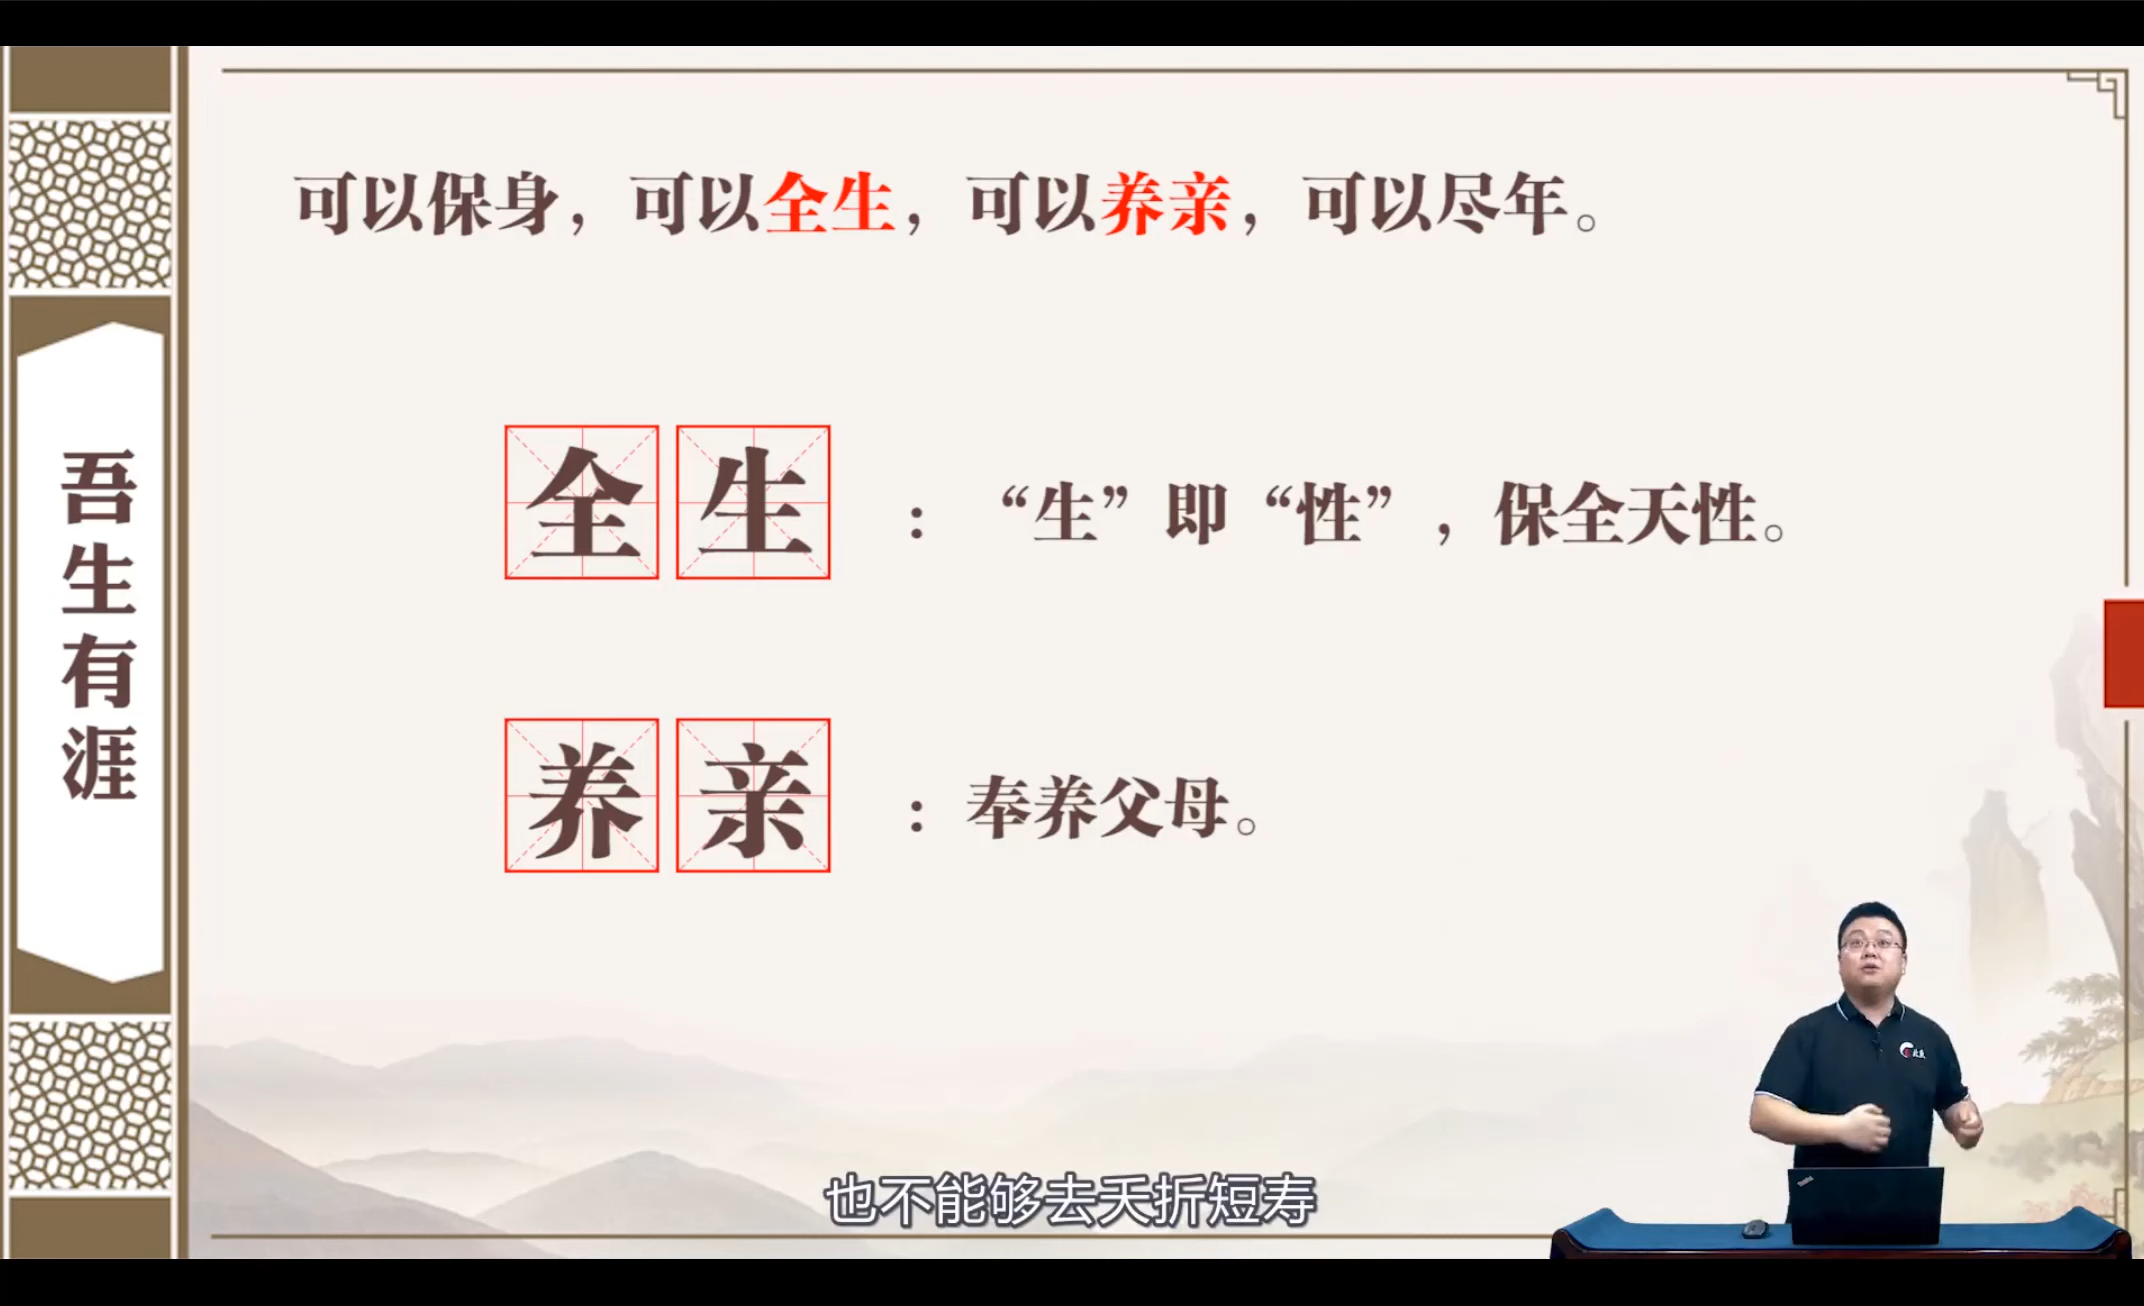 可以保身，可以全生，可以养亲，可以尽年。
吾生有涯
全生：“生”即“性”，保全天性。
养亲：奉养父母。
也不能够去夭折短寿